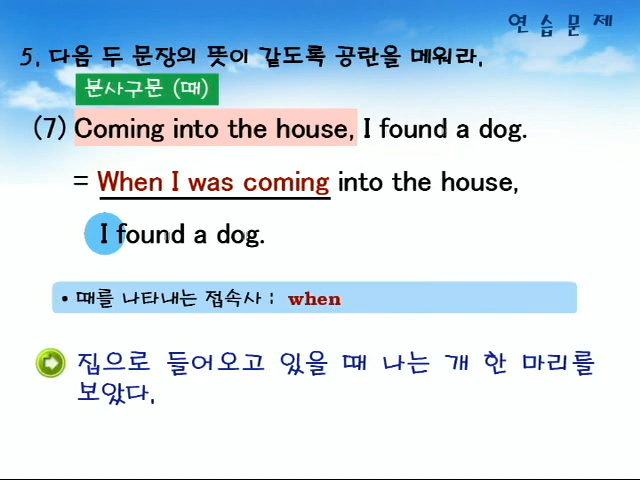 연 습 문 제
5. 다음 두 문장의 뜻이 같도록 공란을 메워라.
분사구문 (때)
(7) Coming into the house, I found a dog.
= When I was coming into the house,
I found a dog.
• 때를 나타내는 접속사 : when
집으로 들어오고 있을 때 나는 개 한 마리를
보았다.